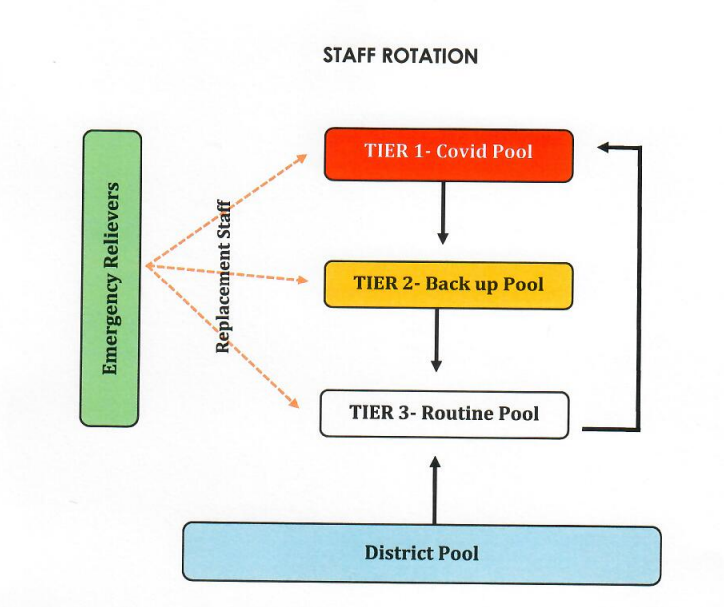 STAFF ROTATION
TIER 1- Covid Pool
Emergency Relievers
Replacement Staff
TIER 2- Back up Pool
TIER 3- Routine Pool
District Pool